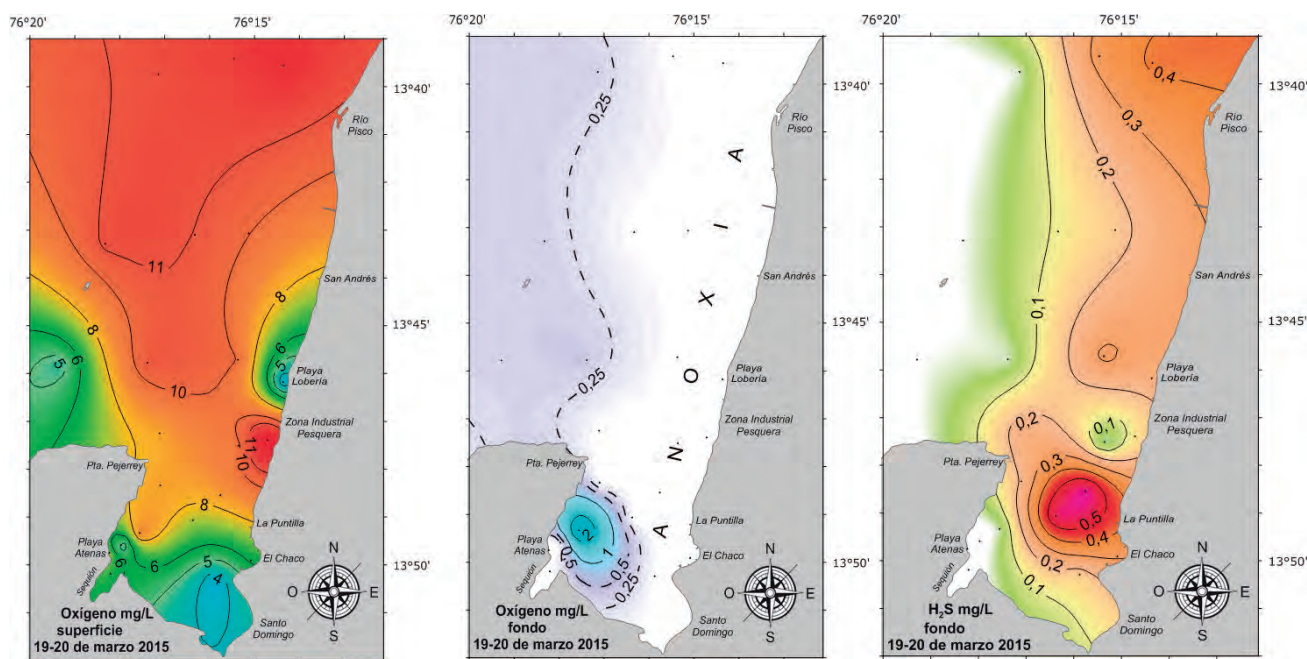 76°20'
76°15'
13°40'
13°45'
13°50'
Río
Pisco
San Andrés
Playa
Lobería
Zona Industrial
Pesquera
Pta. Pejerrey
La Puntilla
Playa
Atenas
El Chaco
Sequión
Santo
Domingo
11
8
8
6
5
6
5
10
11
10
8
6
6
5
4
N
O
E
S
Oxígeno mg/L
superficie
19-20 de marzo 2015
76°20'
76°15'
13°40'
13°45'
13°50'
Río
Pisco
San Andrés
Playa
Lobería
Zona Industrial
Pesquera
Pta. Pejerrey
La Puntilla
Playa
Atenas
El Chaco
Sequión
Santo
Domingo
0,25
0,25
ANOXIA
2
1
0,5
0,5
0,25
N
O
E
S
Oxígeno mg/L
fondo
19-20 de marzo 2015
76°20'
76°15'
13°40'
13°45'
13°50'
Río
Pisco
San Andrés
Playa
Lobería
Zona Industrial
Pesquera
Pta. Pejerrey
La Puntilla
Playa
Atenas
El Chaco
Sequión
Santo
Domingo
0,4
0,3
0,2
0,1
0,2
0,1
0,3
0,5
0,4
0,2
0,1
N
O
E
S
H₂S mg/L
fondo
19-20 de marzo 2015